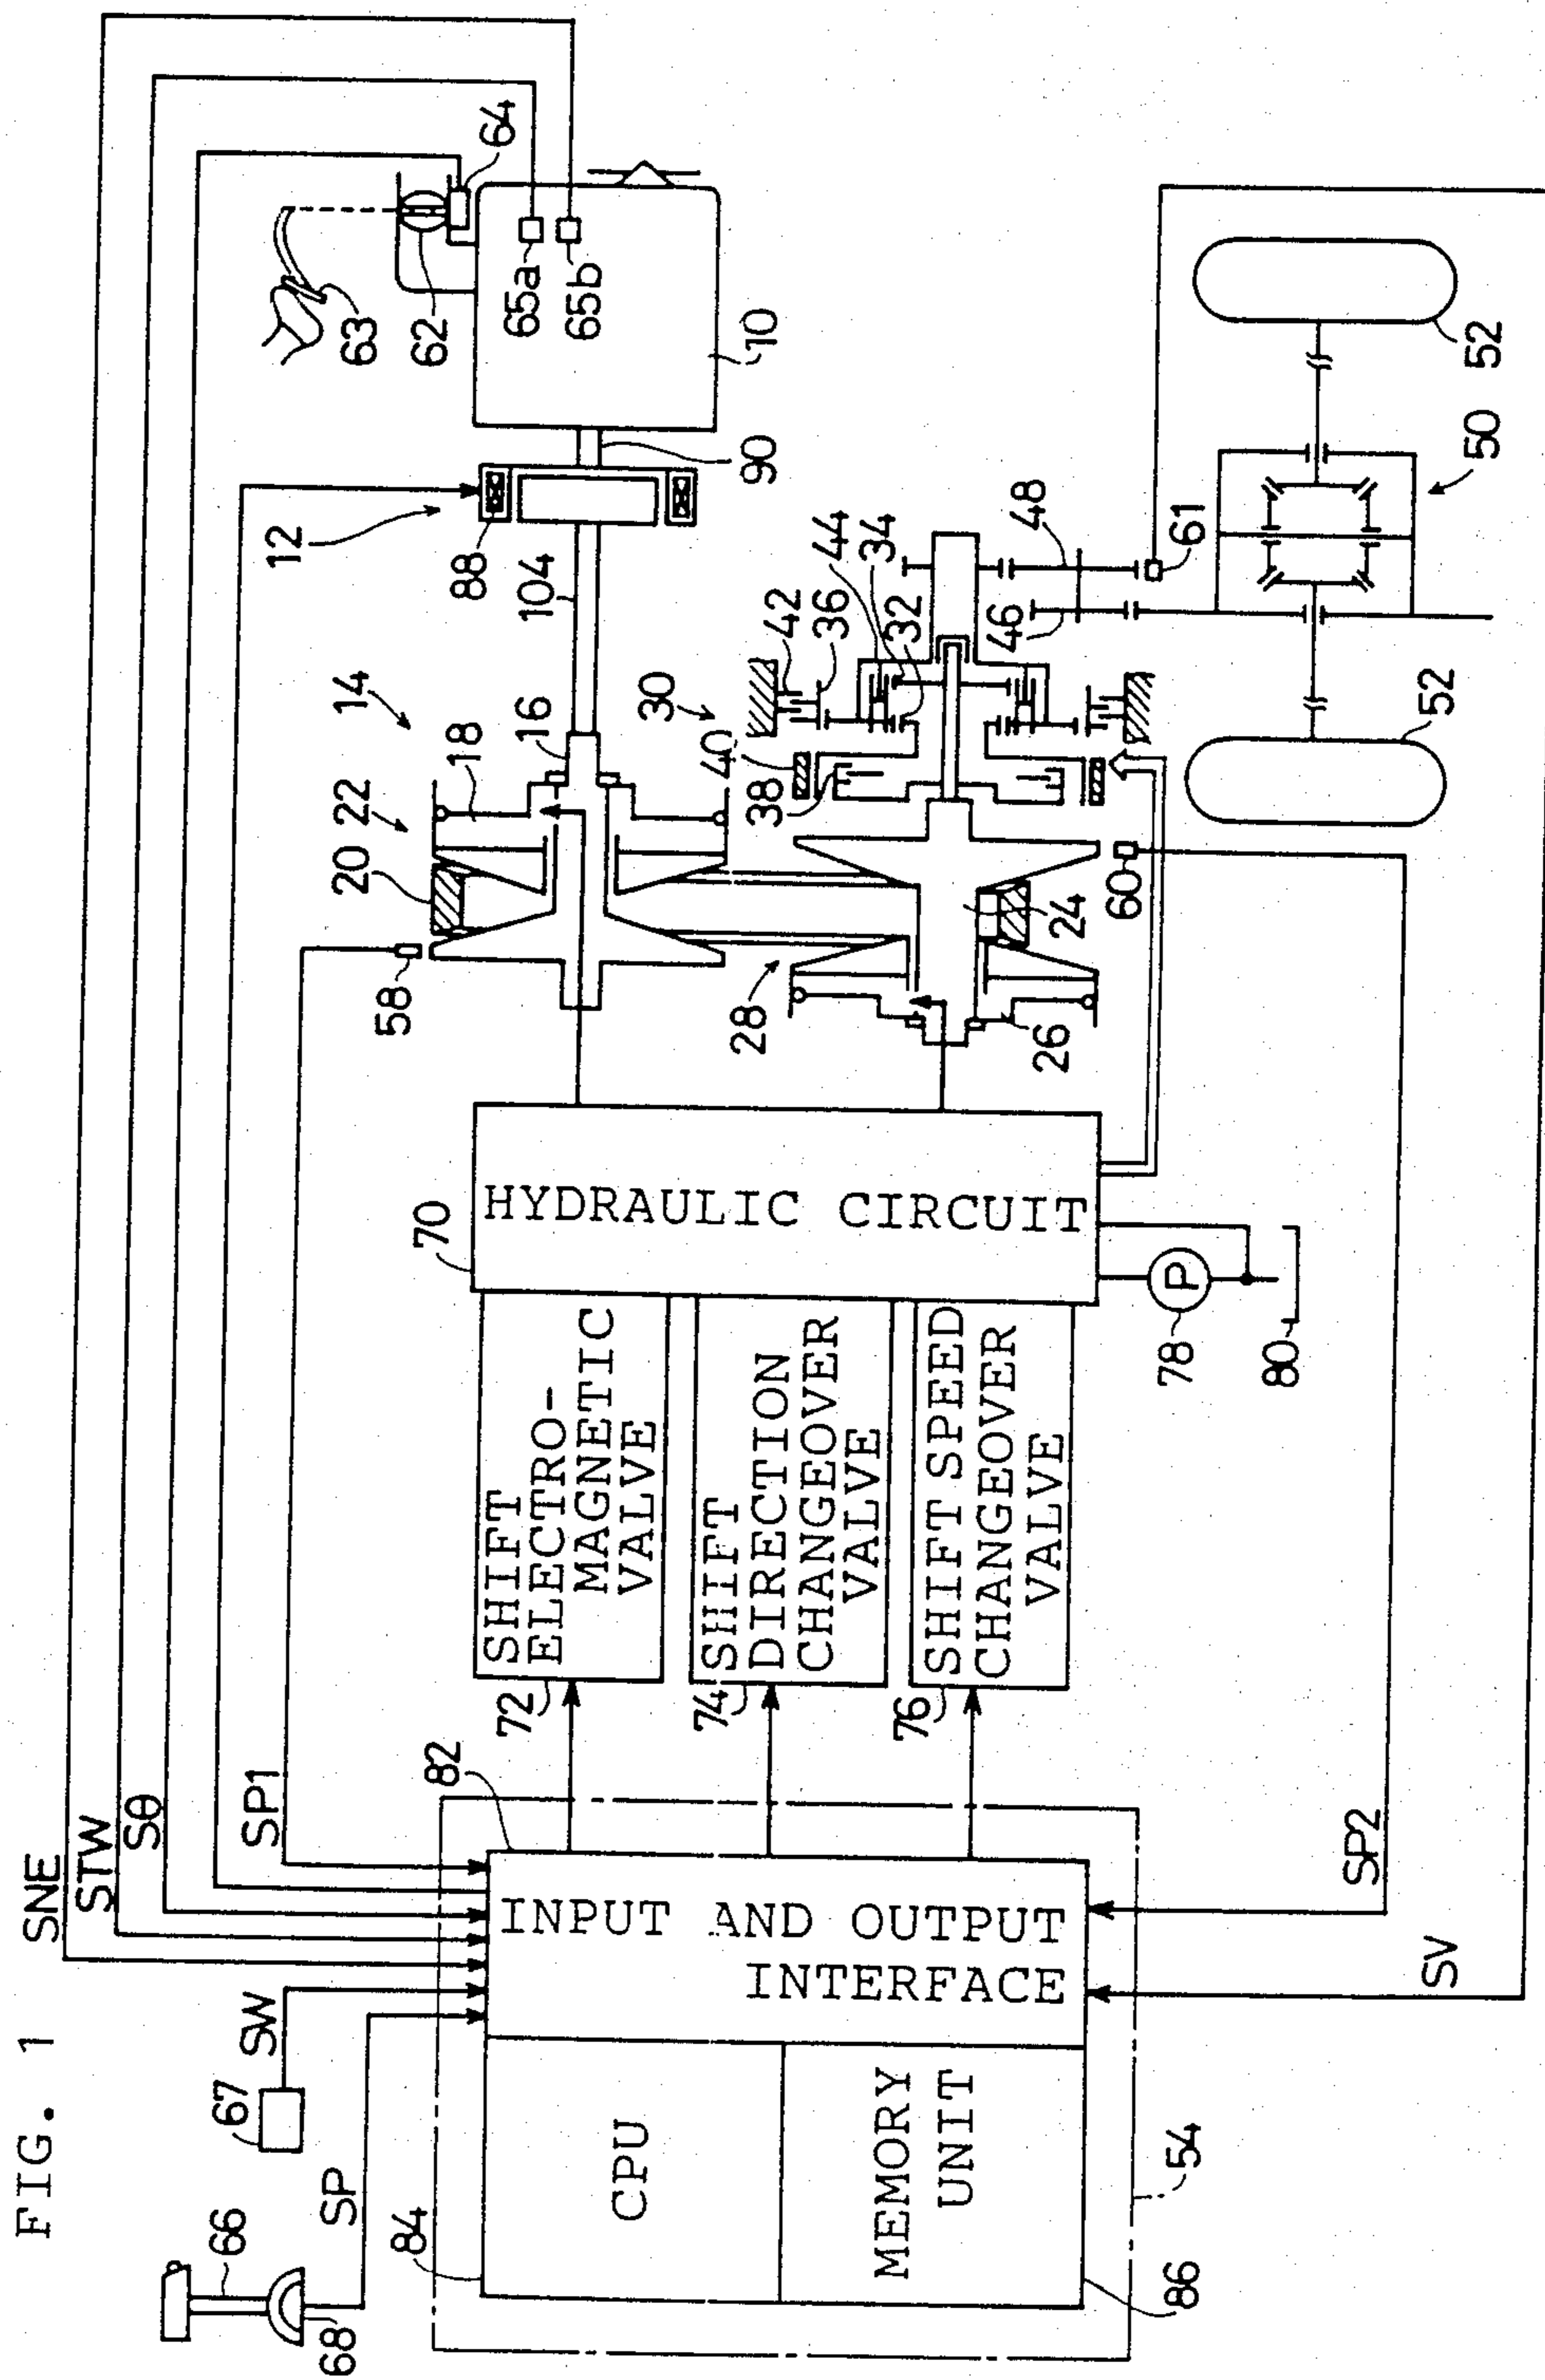 FIG. 1
SNE
STW
Sθ
SP1
SW
67
SP
66
68
84
82
CPU
MEMORY
UNIT
86
54
INPUT AND OUTPUT
INTERFACE
SP2
SV
72
SHIFT
ELECTRO-
MAGNETIC
VALVE
74
SHIFT
DIRECTION
CHANGEOVER
VALVE
76
SHIFT SPEED
CHANGEOVER
VALVE
70
HYDRAULIC CIRCUIT
P
78
80
58
28
26
24
60
20
22
18
14
16
104
12
88
90
30
40
38
42
36
44
34
32
46
48
61
50
52
52
63
62
64
65a
65b
10